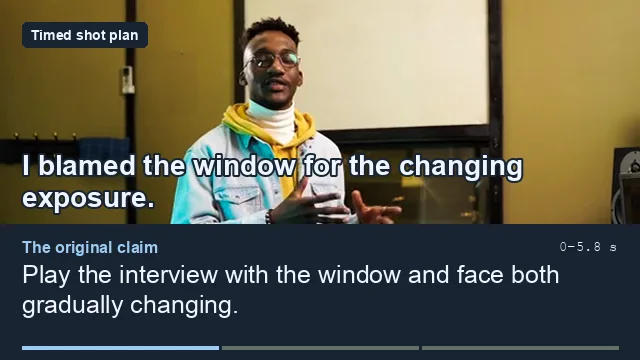 Timed shot plan
I blamed the window for the changing
exposure.
The original claim
0–5.8 s
Play the interview with the window and face both
gradually changing.